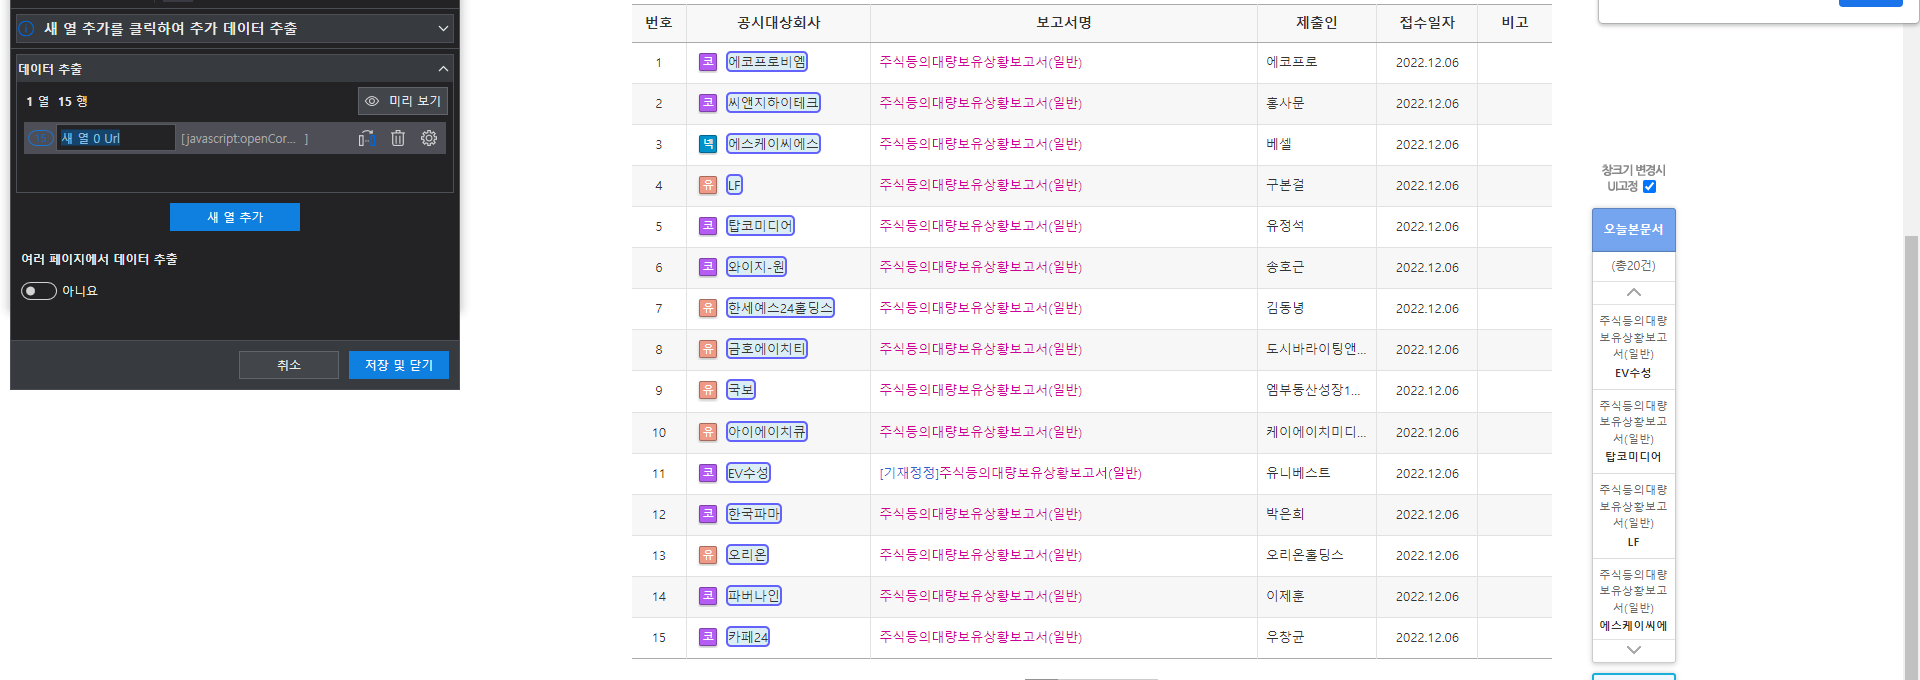 새 열 추가를 클릭하여 추가 데이터 추출
데이터 추출
1 열 15 행
미리 보기
15 새 열 0 Url [javascript:openCor... ]
새 열 추가
여러 페이지에서 데이터 추출
아니요
취소 저장 및 닫기
번호 공시대상회사 보고서명 제출인 접수일자 비고
1 코 에코프로비엠 주식등의대량보유상황보고서(일반) 에코프로 2022.12.06
2 코 씨앤지하이테크 주식등의대량보유상황보고서(일반) 홍사문 2022.12.06
3 넥 에스케이씨에스 주식등의대량보유상황보고서(일반) 베셀 2022.12.06
4 유 LF 주식등의대량보유상황보고서(일반) 구본걸 2022.12.06
5 코 탑코미디어 주식등의대량보유상황보고서(일반) 유정석 2022.12.06
6 코 와이지-원 주식등의대량보유상황보고서(일반) 송호근 2022.12.06
7 유 한세예스24홀딩스 주식등의대량보유상황보고서(일반) 김동녕 2022.12.06
8 유 금호에이치티 주식등의대량보유상황보고서(일반) 도시바라이팅앤... 2022.12.06
9 유 국보 주식등의대량보유상황보고서(일반) 엠부동산성장1... 2022.12.06
10 유 아이에이치큐 주식등의대량보유상황보고서(일반) 케이에이치미디... 2022.12.06
11 코 EV수성 [기재정정]주식등의대량보유상황보고서(일반) 유니베스트 2022.12.06
12 코 한국파마 주식등의대량보유상황보고서(일반) 박은희 2022.12.06
13 유 오리온 주식등의대량보유상황보고서(일반) 오리온홀딩스 2022.12.06
14 코 파버나인 주식등의대량보유상황보고서(일반) 이제훈 2022.12.06
15 코 카페24 주식등의대량보유상황보고서(일반) 우창균 2022.12.06
창크기 변경시
UI고정
오늘본문서
(총20건)
주식등의대량
보유상황보고
서(일반)
EV수성
주식등의대량
보유상황보고
서(일반)
탑코미디어
주식등의대량
보유상황보고
서(일반)
LF
주식등의대량
보유상황보고
서(일반)
에스케이씨에